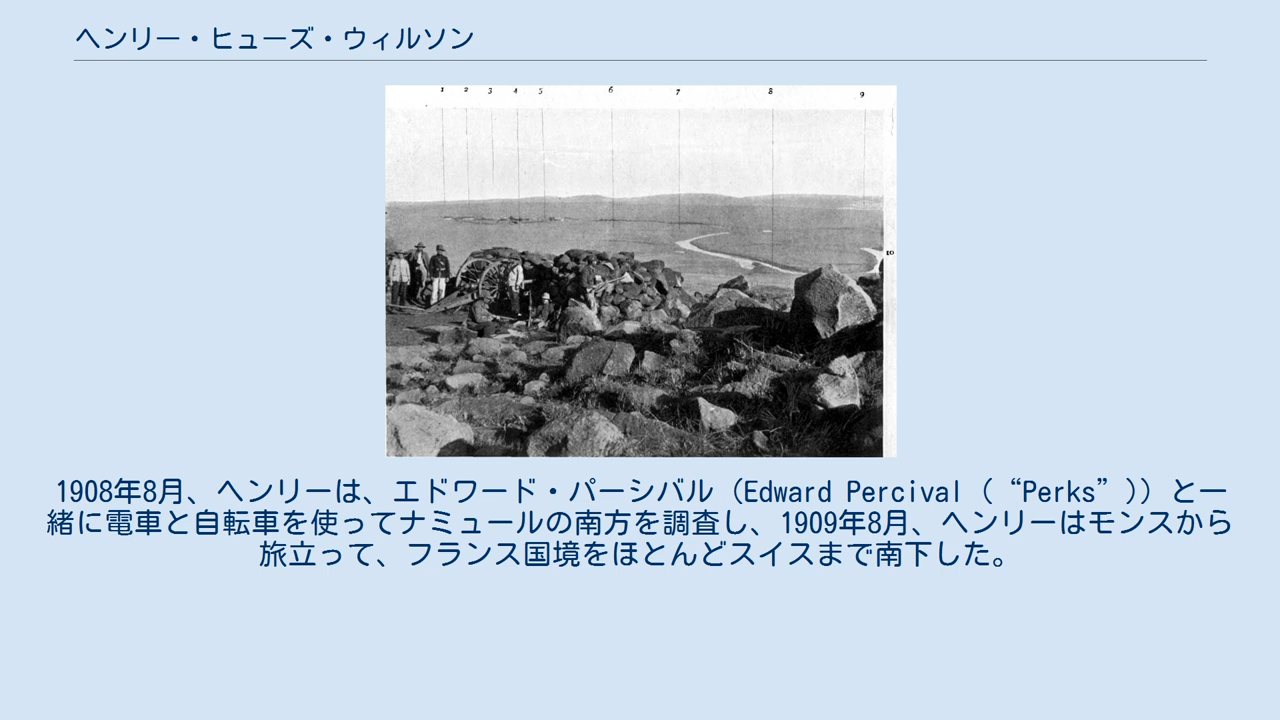 ヘンリー・ヒューズ・ウィルソン
1 2 3 4 5 6 7 8 9
10
1908年8月、ヘンリーは、エドワード・パーシバル（Edward Percival (“Perks”)）と一
緒に電車と自転車を使ってナミュールの南方を調査し、1909年8月、ヘンリーはモンスから
旅立って、フランス国境をほとんどスイスまで南下した。